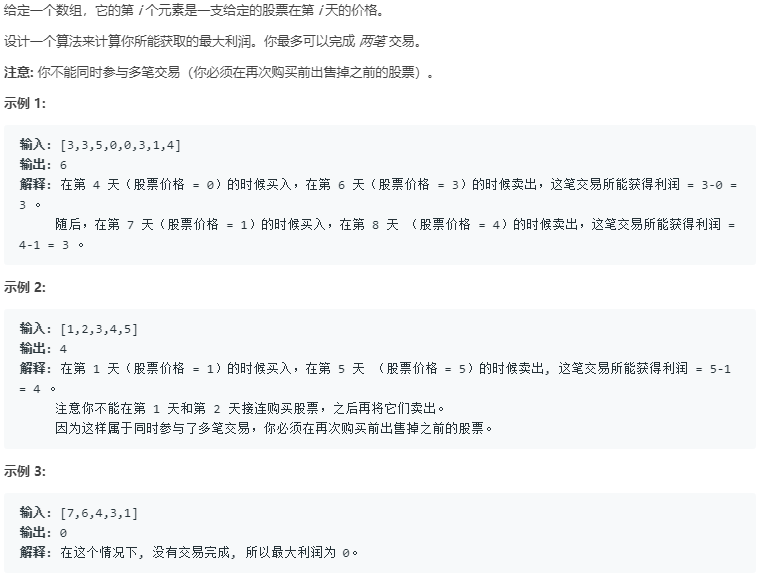 给定一个数组，它的第 i 个元素是一支给定的股票在第 i 天的价格。
设计一个算法来计算你所能获取的最大利润。你最多可以完成 两笔 交易。
注意: 你不能同时参与多笔交易（你必须在再次购买前出售掉之前的股票）。
示例 1:
输入: [3,3,5,0,0,3,1,4]
输出: 6
解释: 在第 4 天（股票价格 = 0）的时候买入，在第 6 天（股票价格 = 3）的时候卖出，这笔交易所能获得利润 = 3-0 =
3 。
随后，在第 7 天（股票价格 = 1）的时候买入，在第 8 天 （股票价格 = 4）的时候卖出，这笔交易所能获得利润 =
4-1 = 3 。
示例 2:
输入: [1,2,3,4,5]
输出: 4
解释: 在第 1 天（股票价格 = 1）的时候买入，在第 5 天 （股票价格 = 5）的时候卖出, 这笔交易所能获得利润 = 5-1
= 4 。
注意你不能在第 1 天和第 2 天接连购买股票，之后再将它们卖出。
因为这样属于同时参与了多笔交易，你必须在再次购买前出售掉之前的股票。
示例 3:
输入: [7,6,4,3,1]
输出: 0
解释: 在这个情况下, 没有交易完成, 所以最大利润为 0。